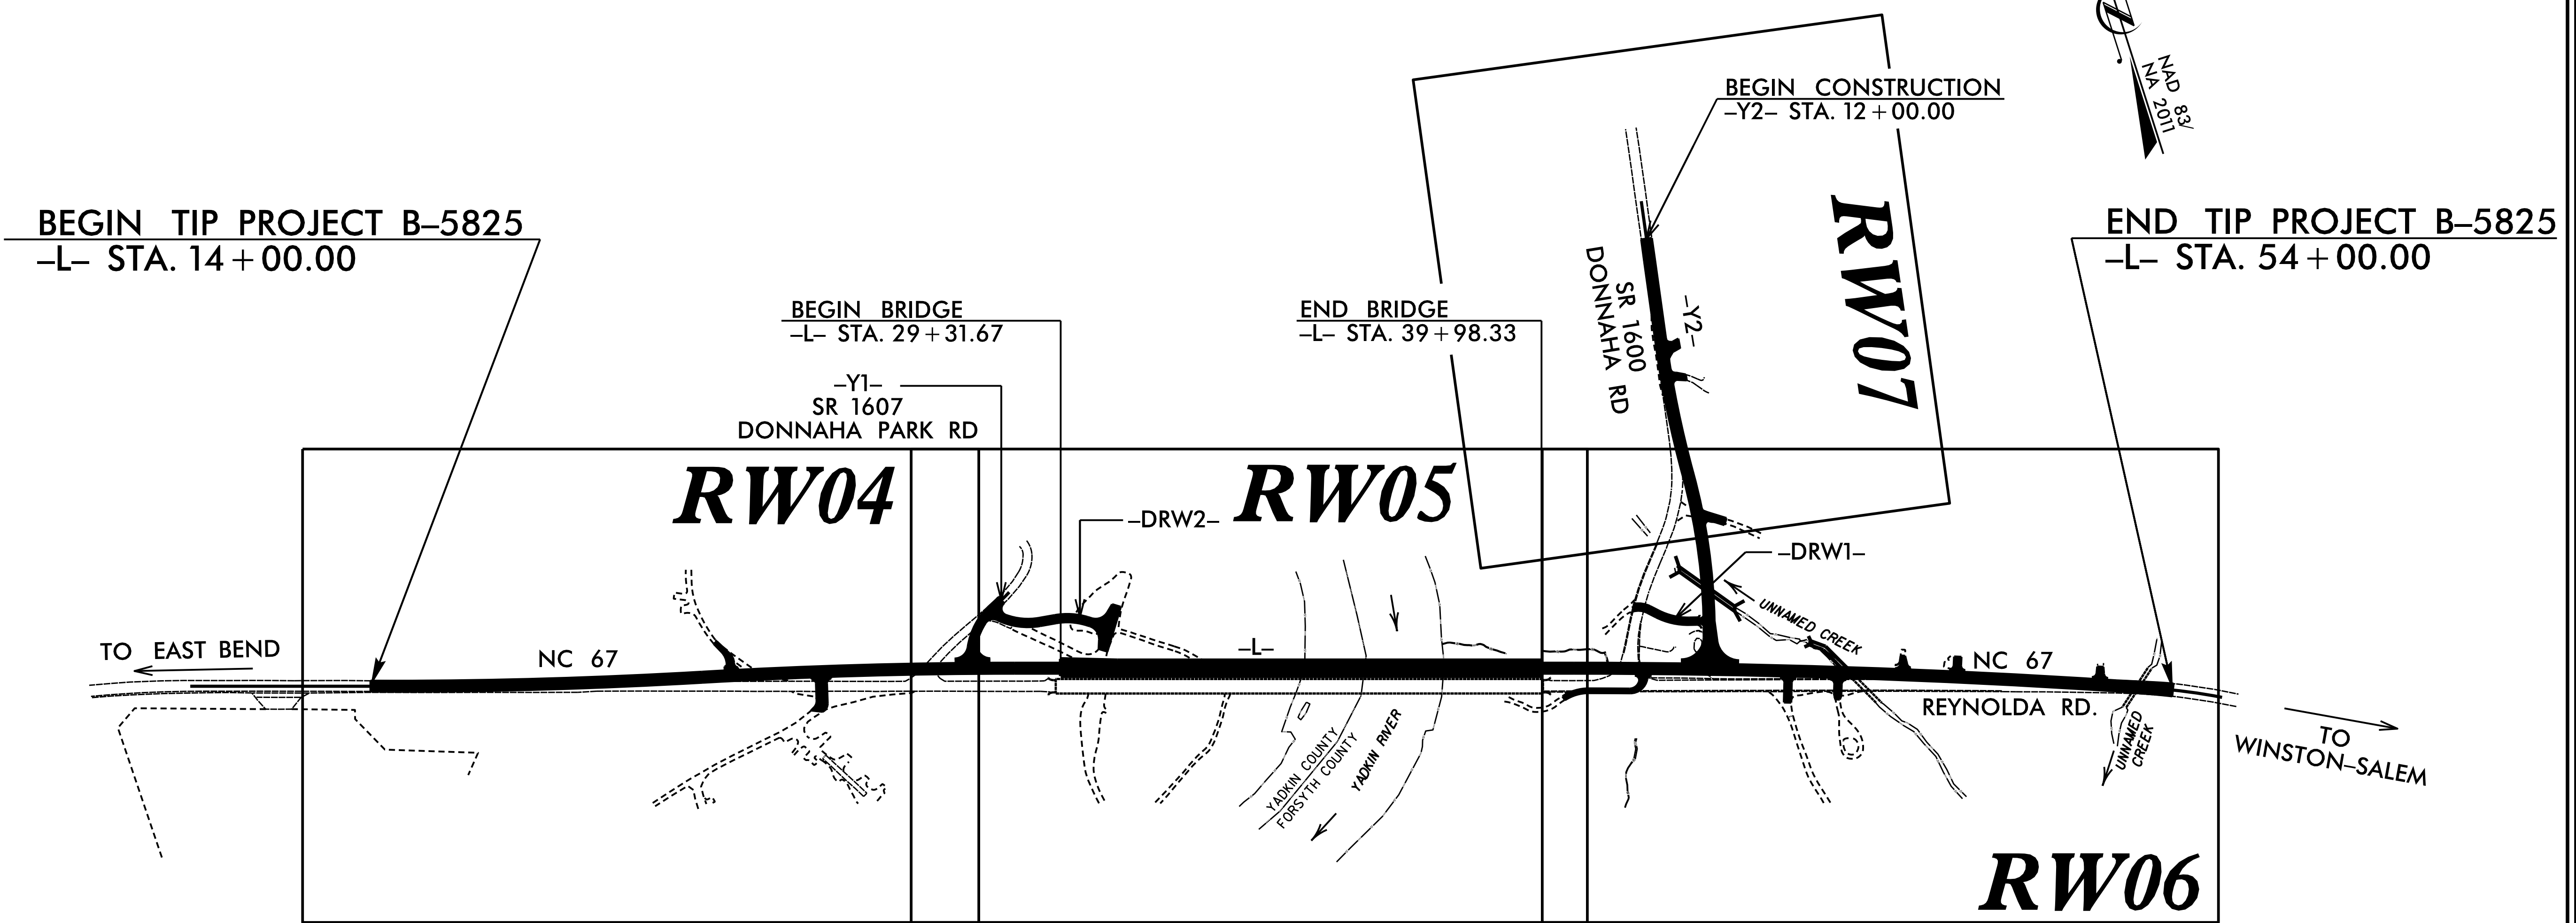 NAD 83/
NA 2011
BEGIN CONSTRUCTION
–Y2– STA. 12+00.00
BEGIN TIP PROJECT B–5825
–L– STA. 14+00.00
END TIP PROJECT B–5825
–L– STA. 54+00.00
RW07
SR 1600
DONNAHA RD
–Y2–
BEGIN BRIDGE
–L– STA. 29+31.67
END BRIDGE
–L– STA. 39+98.33
–Y1–
SR 1607
DONNAHA PARK RD
RW04
RW05
–DRW2–
–DRW1–
UNNAMED CREEK
TO EAST BEND
NC 67
–L–
NC 67
REYNOLDA RD.
YADKIN COUNTY
FORSYTH COUNTY
YADKIN RIVER
UNNAMED
CREEK
TO
WINSTON–SALEM
RW06